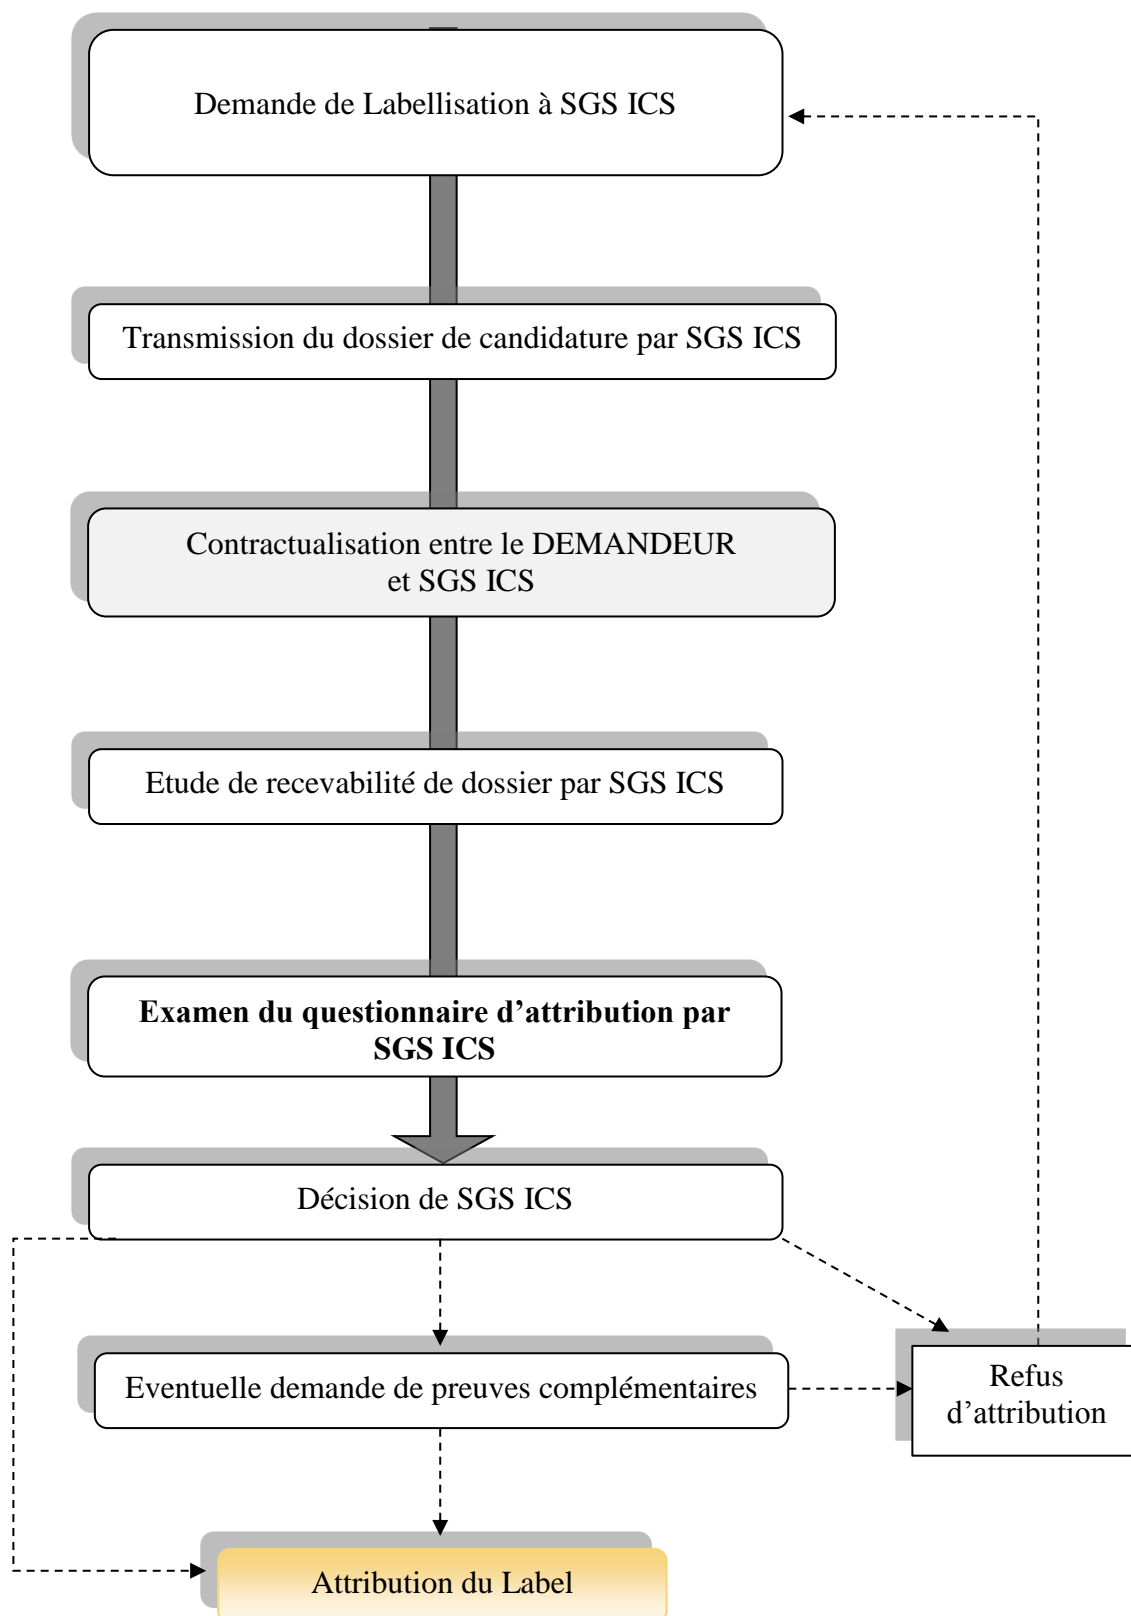 Demande de Labellisation à SGS ICS
Transmission du dossier de candidature par SGS ICS
Contractualisation entre le DEMANDEUR
et SGS ICS
Etude de recevabilité de dossier par SGS ICS
Examen du questionnaire d’attribution par
SGS ICS
Décision de SGS ICS
Eventuelle demande de preuves complémentaires
Refus
d’attribution
Attribution du Label